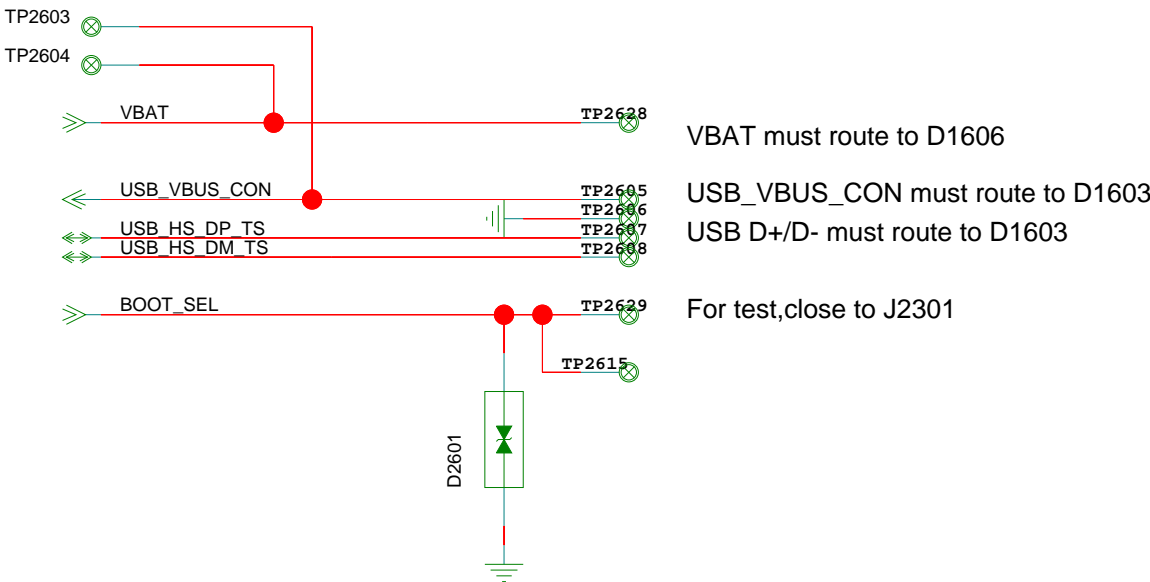 TP2603
TP2604
VBAT
TP2628
VBAT must route to D1606
USB_VBUS_CON
TP2605
USB_VBUS_CON must route to D1603
TP2606
USB_HS_DP_TS
TP2607
USB D+/D- must route to D1603
USB_HS_DM_TS
TP2608
BOOT_SEL
TP2629
For test,close to J2301
TP2615
D2601